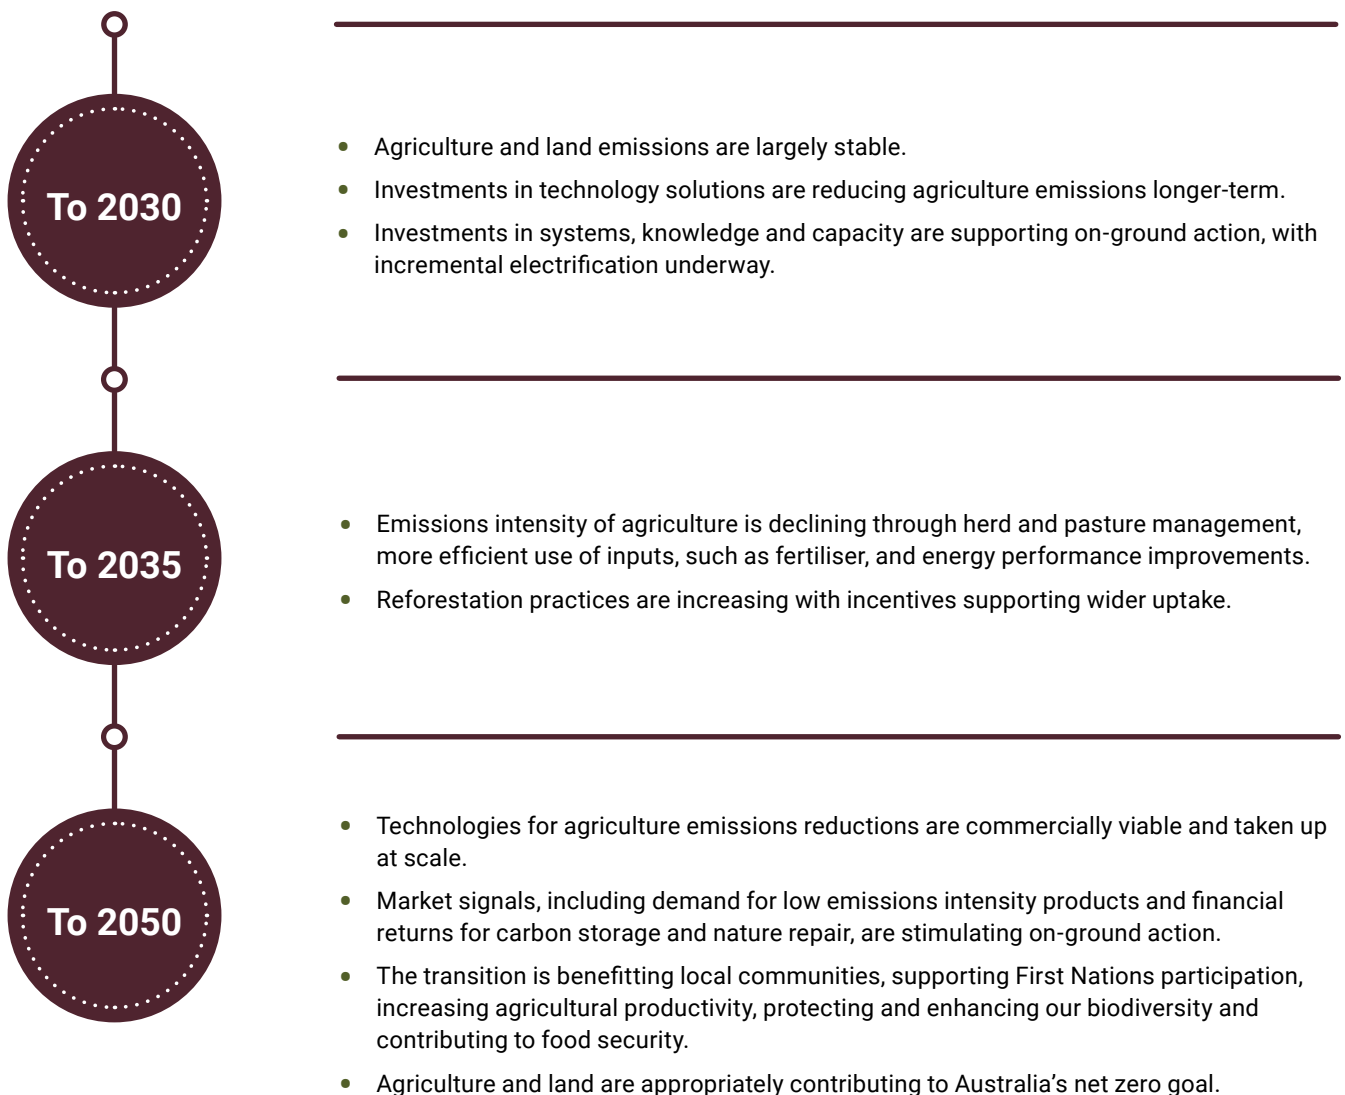 To 2030
• Agriculture and land emissions are largely stable.
• Investments in technology solutions are reducing agriculture emissions longer-term.
• Investments in systems, knowledge and capacity are supporting on-ground action, with
incremental electrification underway.
To 2035
• Emissions intensity of agriculture is declining through herd and pasture management,
more efficient use of inputs, such as fertiliser, and energy performance improvements.
• Reforestation practices are increasing with incentives supporting wider uptake.
To 2050
• Technologies for agriculture emissions reductions are commercially viable and taken up
at scale.
• Market signals, including demand for low emissions intensity products and financial
returns for carbon storage and nature repair, are stimulating on-ground action.
• The transition is benefitting local communities, supporting First Nations participation,
increasing agricultural productivity, protecting and enhancing our biodiversity and
contributing to food security.
• Agriculture and land are appropriately contributing to Australia’s net zero goal.